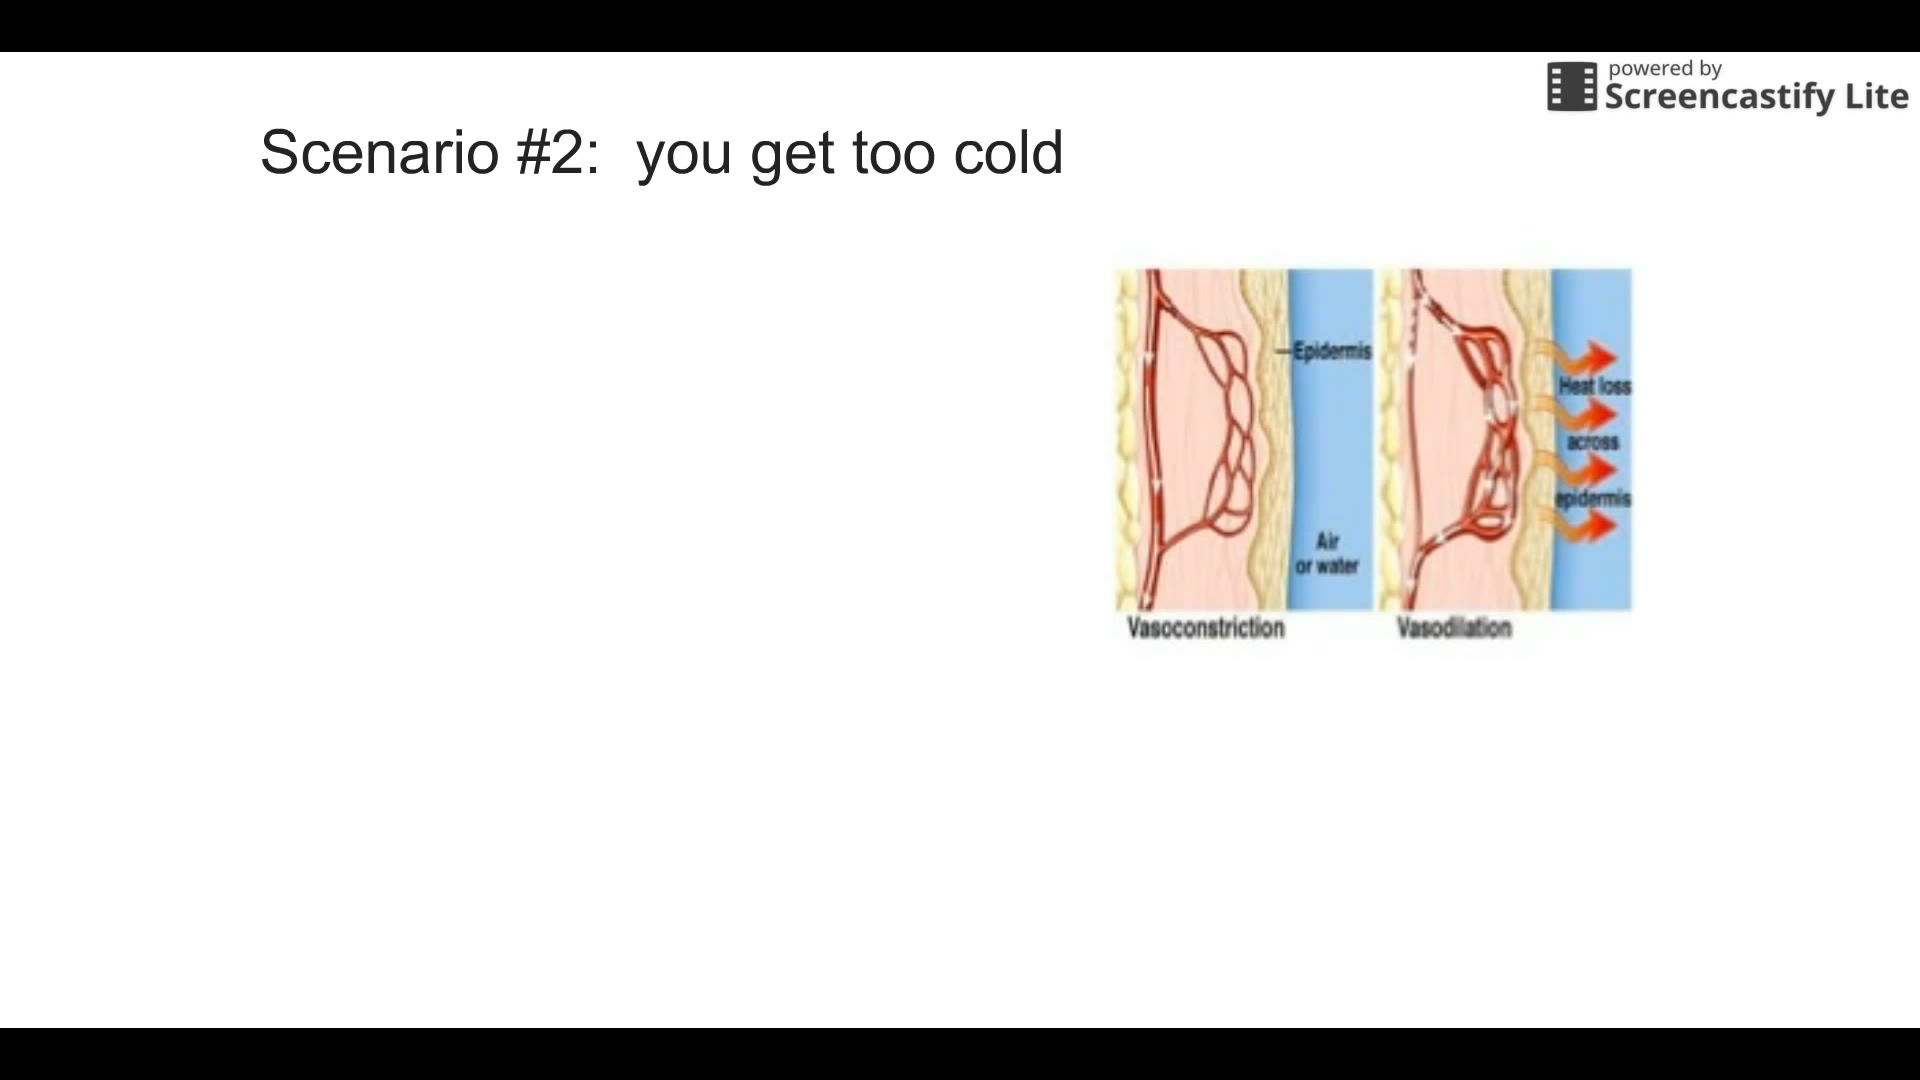 powered by
Screencastify Lite
Scenario #2:  you get too cold
Epidermis
Air
or water
Vasoconstriction
Heat loss
across
epidermis
Vasodilation